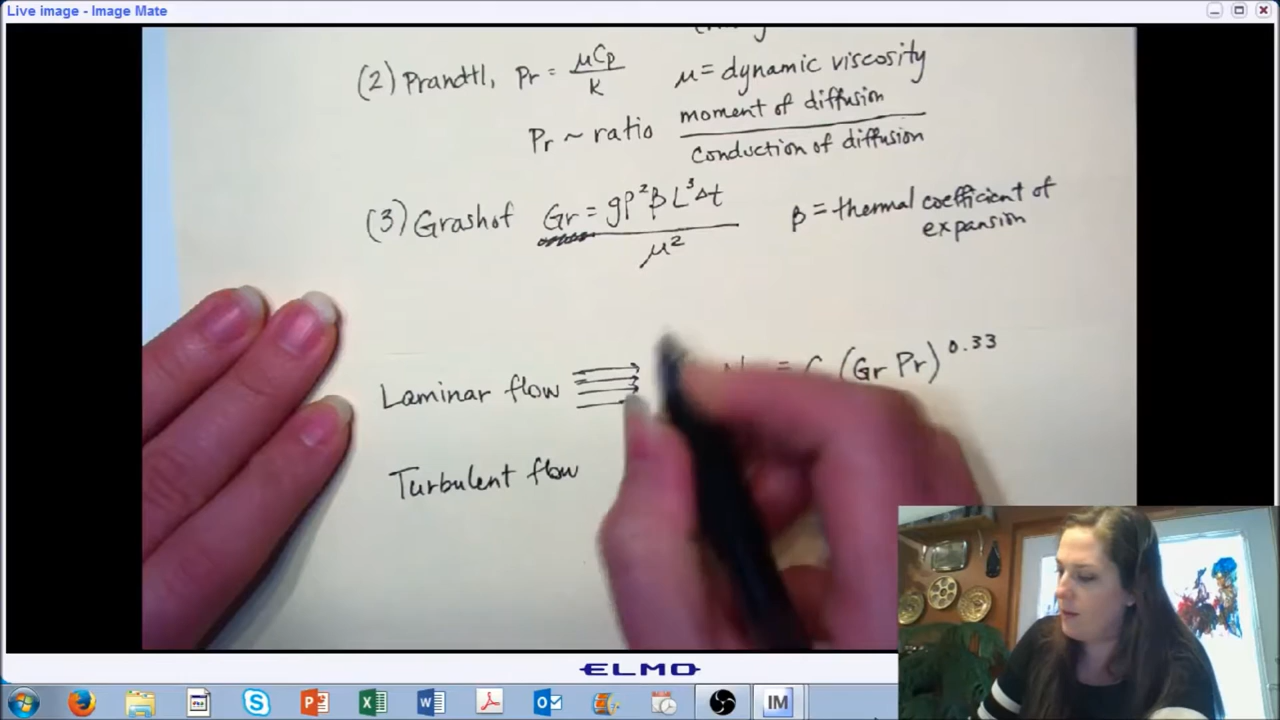 Live image - Image Mate
(2) Prandtl, Pr = μCp / k
μ = dynamic viscosity
Pr ~ ratio moment of diffusion / conduction of diffusion
(3) Grashof Gr = gρ²βL³Δt / μ²
β = thermal coefficient of
expansion
Laminar flow
= C (Gr Pr)^0.33
Turbulent flow
ELMO
IM